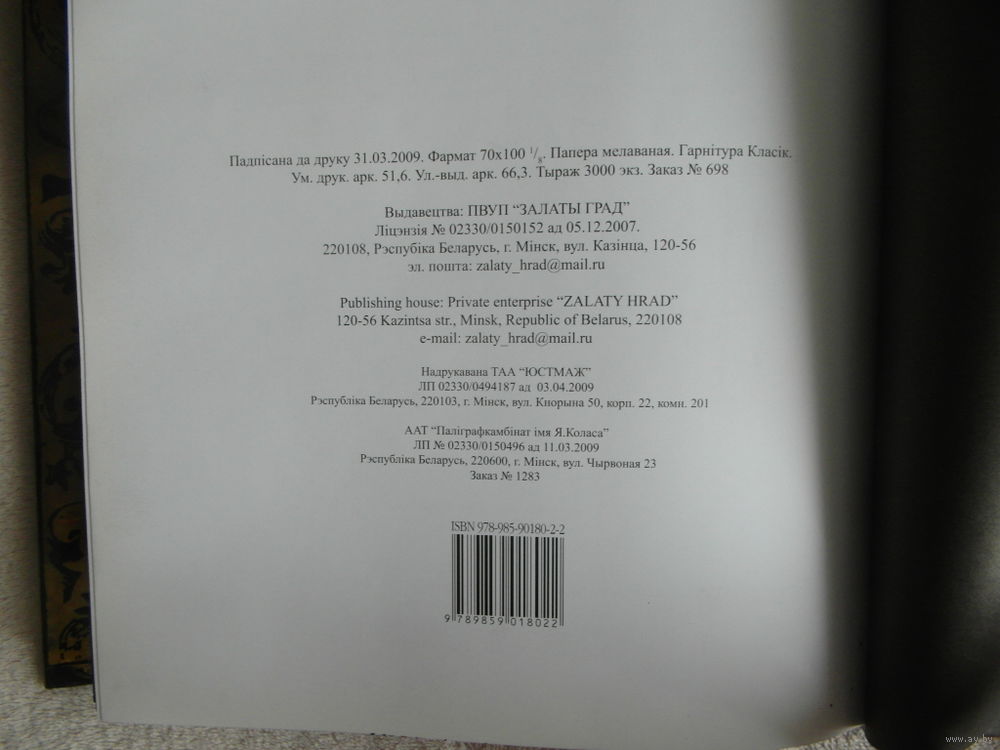 Падпісана да друку 31.03.2009. Фармат 70x100 1/8. Папера мелаваная. Гарнітура Класік.
Ум. друк. арк. 51,6. Ул.-выд. арк. 66,3. Тыраж 3000 экз. Заказ № 698
Выдавецтва: ПВУП “ЗАЛАТЫ ГРАД”
Ліцэнзія № 02330/0150152 ад 05.12.2007.
220108, Рэспубіка Беларусь, г. Мінск, вул. Казінца, 120-56
эл. пошта: zalaty_hrad@mail.ru
Publishing house: Private enterprise “ZALATY HRAD”
120-56 Kazintsa str., Minsk, Republic of Belarus, 220108
e-mail: zalaty_hrad@mail.ru
Надрукавана ТАА “ЮСТМАЖ”
ЛП 02330/0494187 ад 03.04.2009
Рэспубліка Беларусь, 220103, г. Мінск, вул. Кнорына 50, корп. 22, комн. 201
ААТ “Паліграфкамбінат імя Я.Коласа”
ЛП № 02330/0150496 ад 11.03.2009
Рэспубліка Беларусь, 220600, г. Мінск, вул. Чырвоная 23
Заказ № 1283
ISBN 978-985-90180-2-2
9 789859 018022
www.ay.by